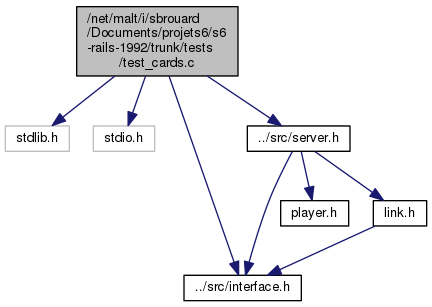 /net/malt/i/sbrouard
/Documents/projets6/s6
-rails-1992/trunk/tests
/test_cards.c
stdlib.h
stdio.h
../src/server.h
player.h
link.h
../src/interface.h